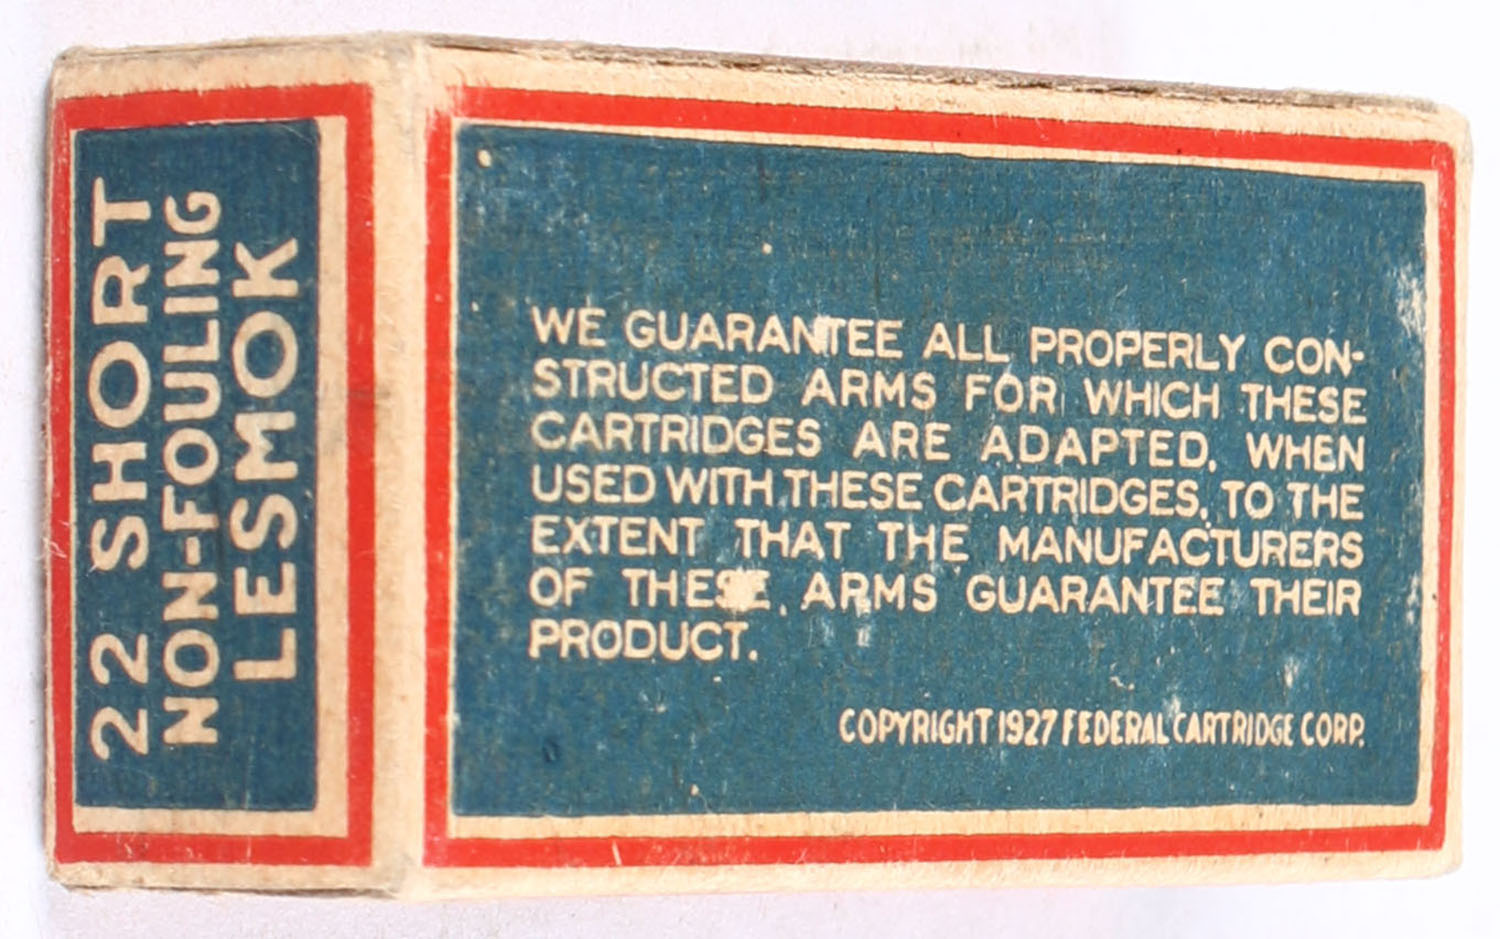 22 SHORT
NON-FOULING
LESMOK
WE GUARANTEE ALL PROPERLY CON-
STRUCTED ARMS FOR WHICH THESE
CARTRIDGES ARE ADAPTED, WHEN
USED WITH THESE CARTRIDGES, TO THE
EXTENT THAT THE MANUFACTURERS
OF THESE ARMS GUARANTEE THEIR
PRODUCT.
COPYRIGHT 1927 FEDERAL CARTRIDGE CORP.